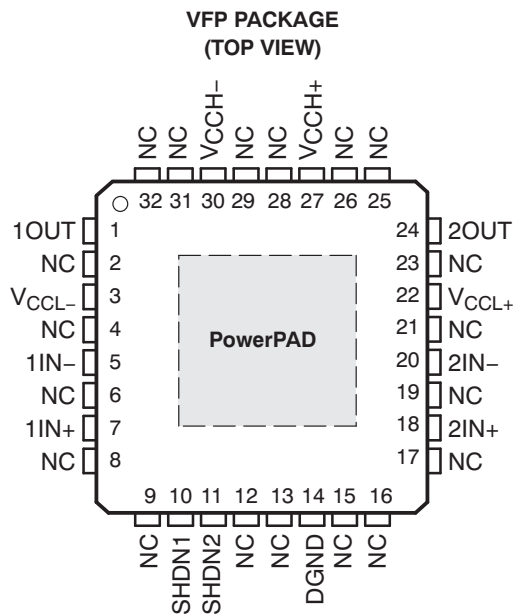 VFP PACKAGE
(TOP VIEW)
NC NC VCCH− NC NC VCCH+ NC NC
32 31 30 29 28 27 26 25
1OUT 1 24 2OUT
NC 2 23 NC
VCCL− 3 22 VCCL+
NC 4 21 NC
1IN− 5 PowerPAD 20 2IN−
NC 6 19 NC
1IN+ 7 18 2IN+
NC 8 17 NC
9 10 11 12 13 14 15 16
NC SHDN1 SHDN2 NC NC DGND NC NC